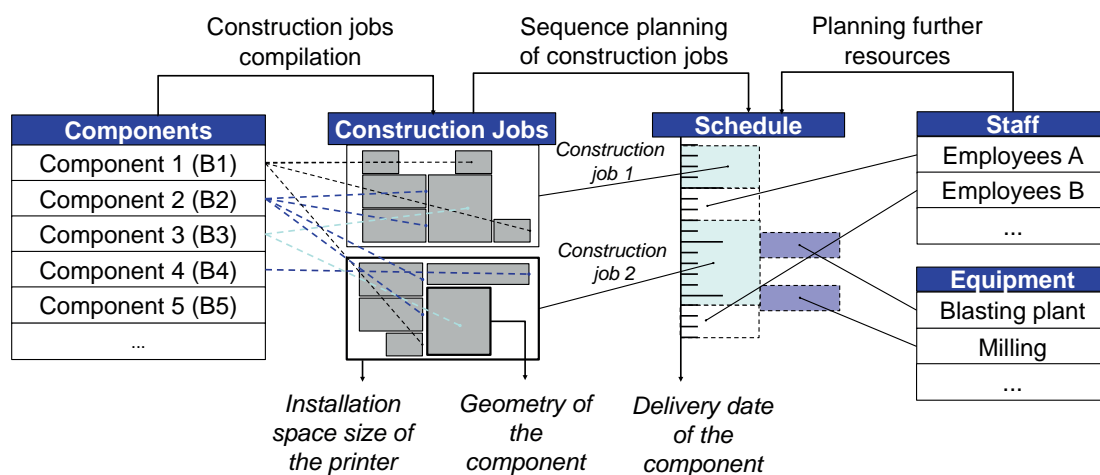 Construction jobs
compilation
Sequence planning
of construction jobs
Planning further
resources
Components
Component 1 (B1)
Component 2 (B2)
Component 3 (B3)
Component 4 (B4)
Component 5 (B5)
...
Construction Jobs
Construction
job 1
Construction
job 2
Schedule
Staff
Employees A
Employees B
...
Equipment
Blasting plant
Milling
...
Installation
space size of
the printer
Geometry of
the
component
Delivery date
of the
component